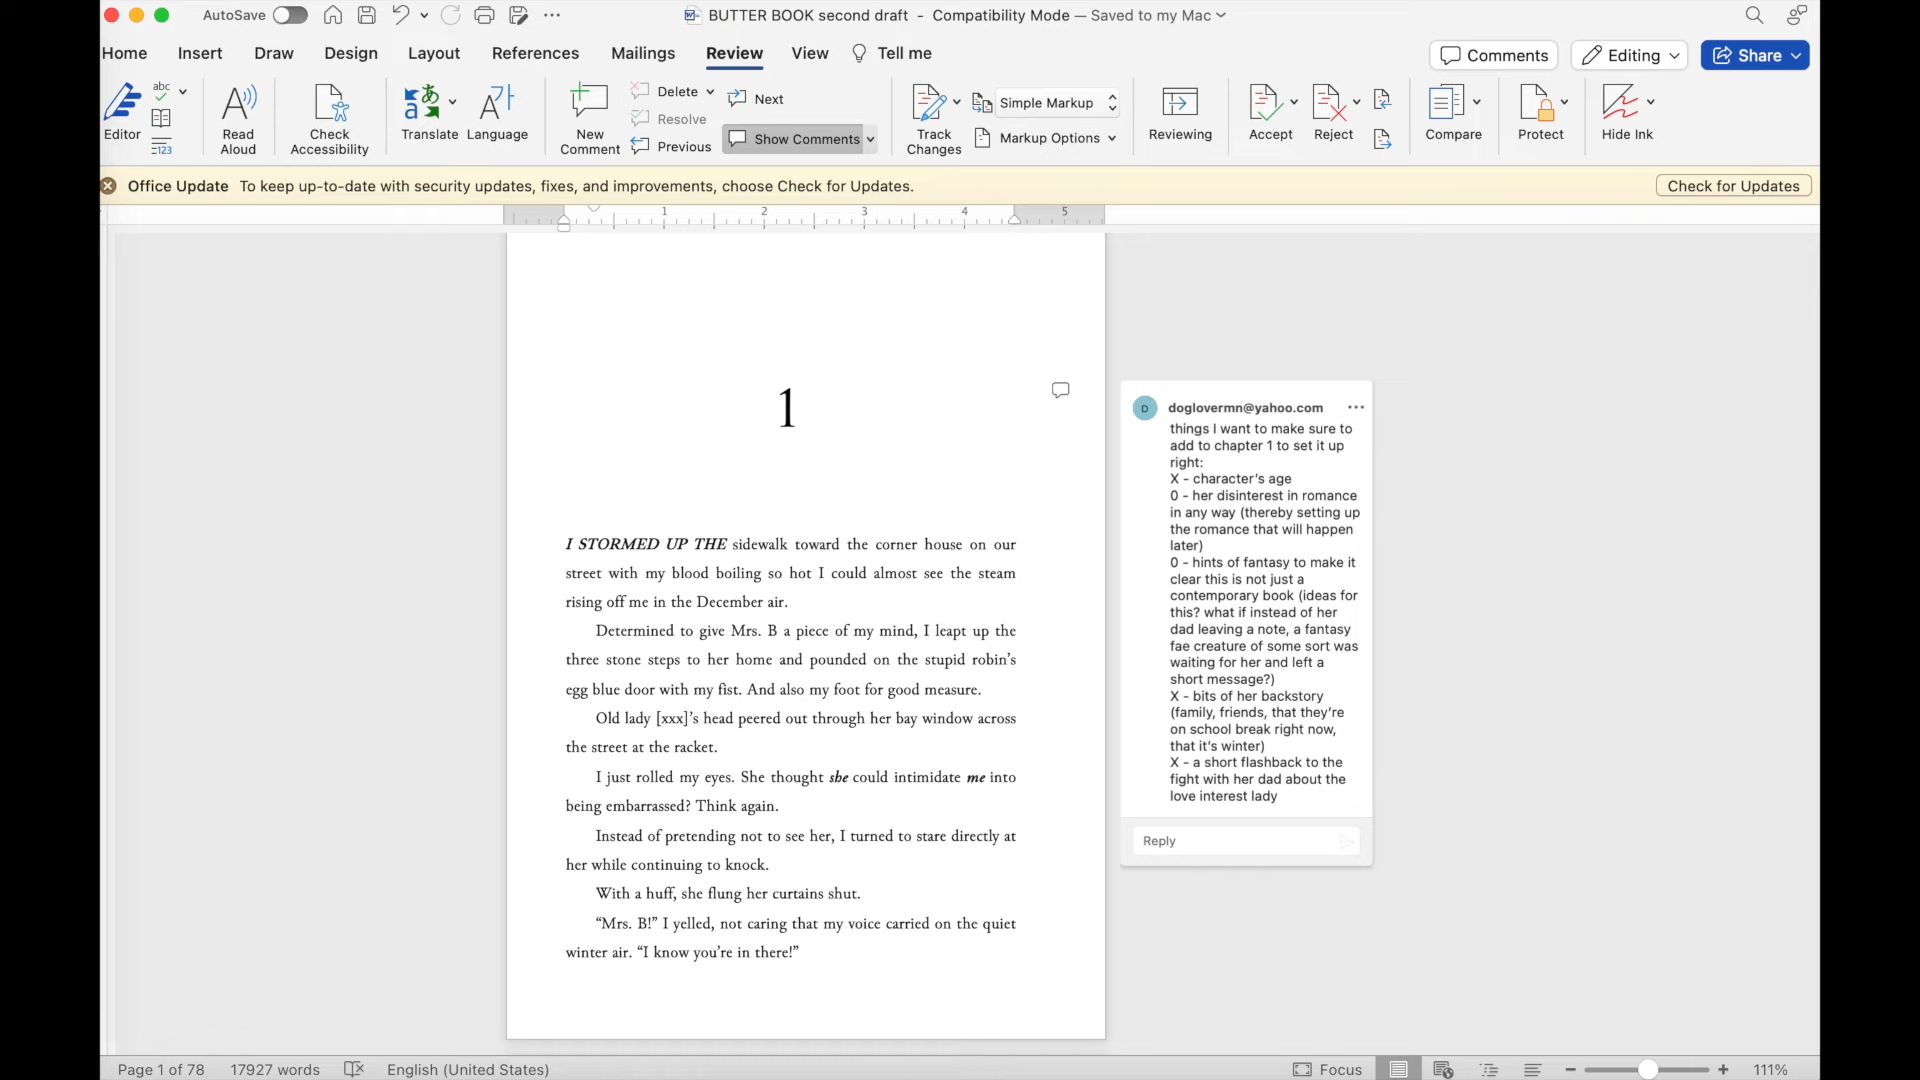 AutoSave
BUTTER BOOK second draft - Compatibility Mode — Saved to my Mac
Home Insert Draw Design Layout References Mailings Review View Tell me
Comments Editing Share
abc
Delete Next
Simple Markup
Resolve
Show Comments
Markup Options
Previous
123
Editor
Read Aloud
Check Accessibility
Translate
Language
New Comment
Track Changes
Reviewing
Accept
Reject
Compare
Protect
Hide Ink
Office Update To keep up-to-date with security updates, fixes, and improvements, choose Check for Updates.
Check for Updates
1 2 3 4 5
1
I STORMED UP THE sidewalk toward the corner house on our
street with my blood boiling so hot I could almost see the steam
rising off me in the December air.
Determined to give Mrs. B a piece of my mind, I leapt up the
three stone steps to her home and pounded on the stupid robin’s
egg blue door with my fist. And also my foot for good measure.
Old lady [xxx]’s head peered out through her bay window across
the street at the racket.
I just rolled my eyes. She thought she could intimidate me into
being embarrassed? Think again.
Instead of pretending not to see her, I turned to stare directly at
her while continuing to knock.
With a huff, she flung her curtains shut.
“Mrs. B!” I yelled, not caring that my voice carried on the quiet
winter air. “I know you’re in there!”
D
doglovermn@yahoo.com
things I want to make sure to
add to chapter 1 to set it up
right:
X - character’s age
0 - her disinterest in romance
in any way (thereby setting up
the romance that will happen
later)
0 - hints of fantasy to make it
clear this is not just a
contemporary book (ideas for
this? what if instead of her
dad leaving a note, a fantasy
fae creature of some sort was
waiting for her and left a
short message?)
X - bits of her backstory
(family, friends, that they’re
on school break right now,
that it’s winter)
X - a short flashback to the
fight with her dad about the
love interest lady
Reply
Page 1 of 78 17927 words English (United States)
Focus 111%